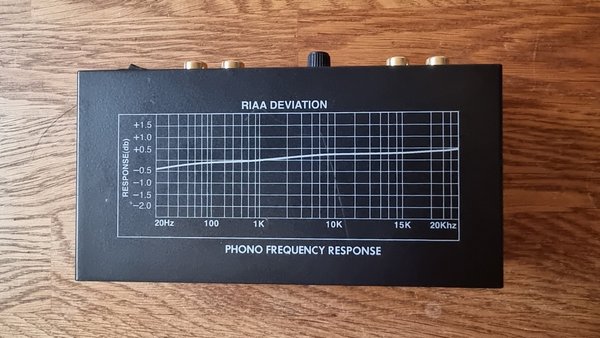 RIAA DEVIATION
RESPONSE(db)
+1.5
+1.0
+0.5
−0.5
−1.0
−1.5
−2.0
20Hz 100 1K 10K 15K 20Khz
PHONO FREQUENCY RESPONSE